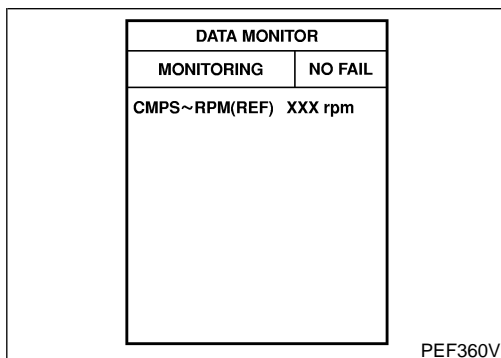 DATA MONITOR
MONITORING NO FAIL
CMPS~RPM(REF) XXX rpm
PEF360V